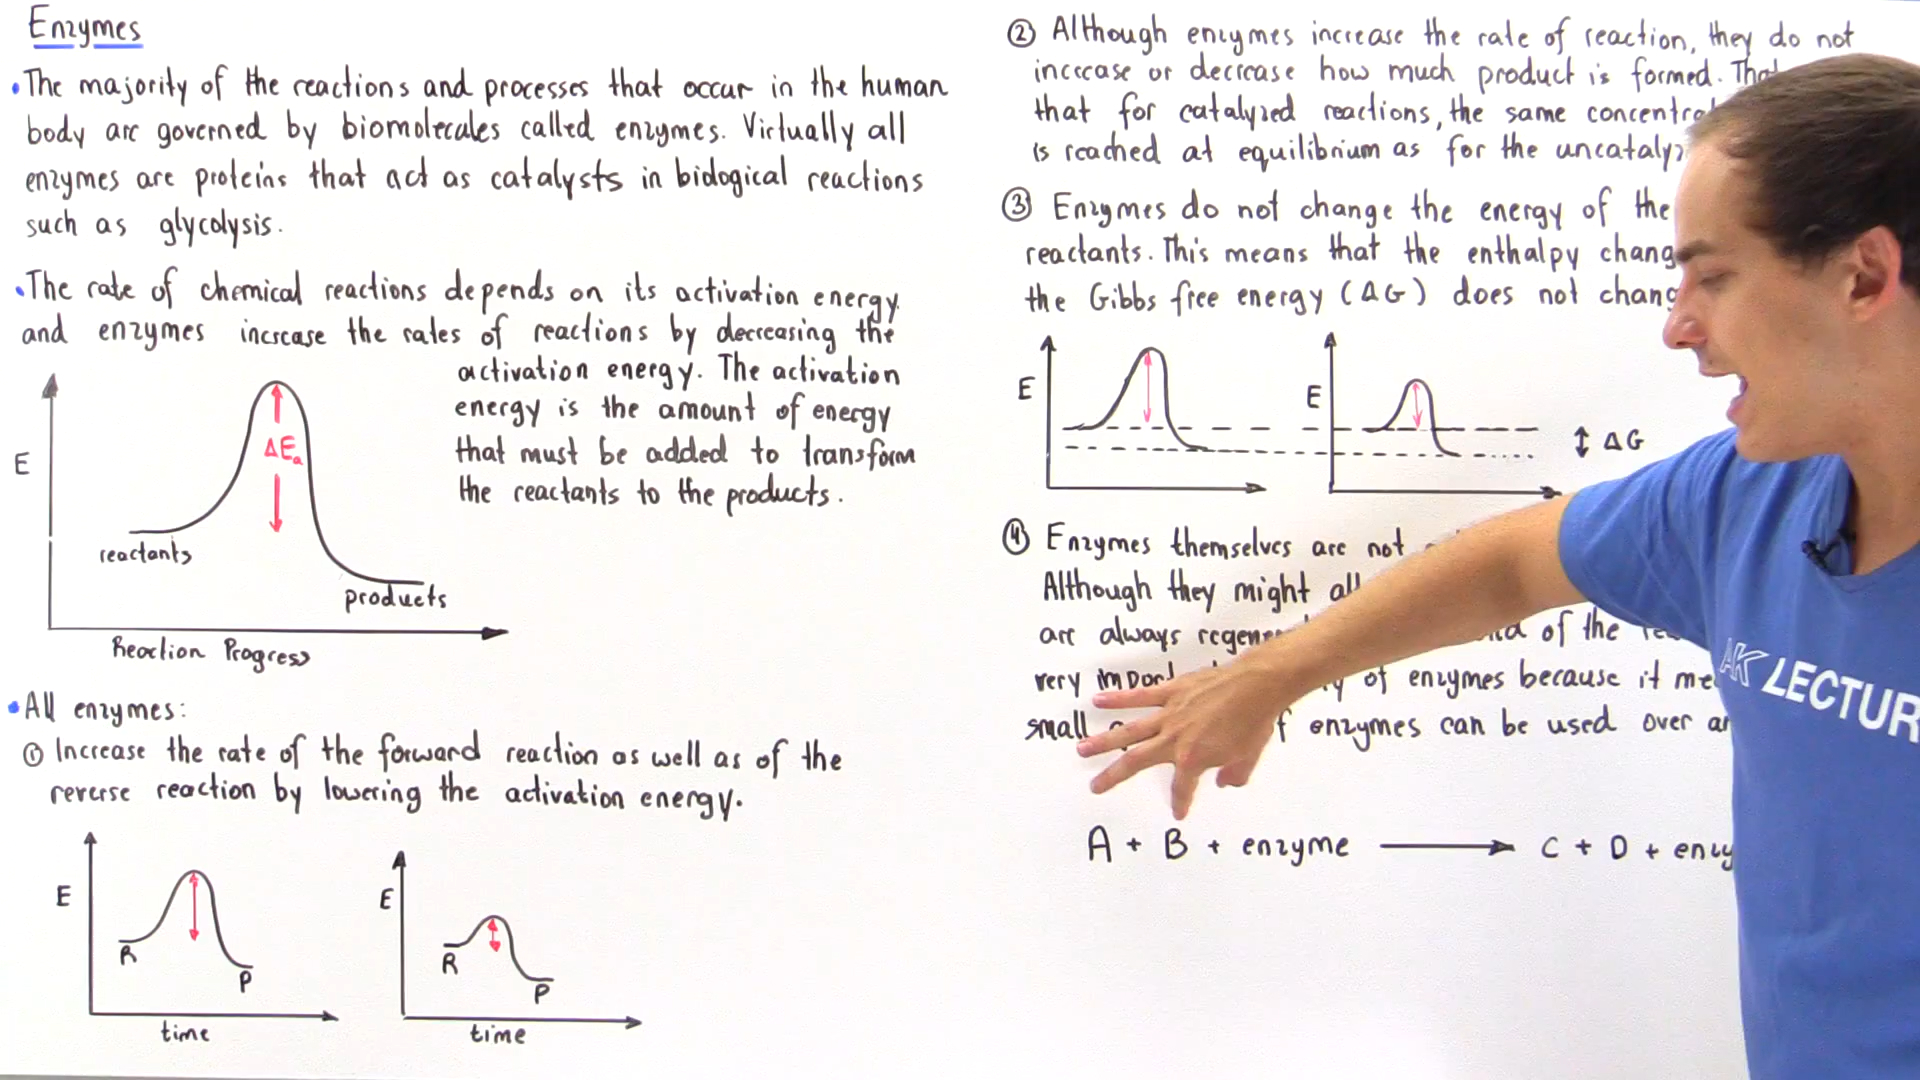 Enzymes
• The majority of the reactions and processes that occur in the human
body are governed by biomolecules called enzymes. Virtually all
enzymes are proteins that act as catalysts in biological reactions
such as glycolysis.
• The rate of chemical reactions depends on its activation energy
and enzymes increase the rates of reactions by decreasing the
activation energy. The activation
energy is the amount of energy
that must be added to transform
the reactants to the products.
E
ΔEa
reactants
products
Reaction Progress
• All enzymes:
① Increase the rate of the forward reaction as well as of the
reverse reaction by lowering the activation energy.
E
R
P
time
E
R
P
time
② Although enzymes increase the rate of reaction, they do not
increase or decrease how much product is formed.
that for catalyzed reactions, the same
is reached at equilibrium as for the
③ Enzymes do not change the energy of the
reactants. This means that the enthalpy
the Gibbs free energy (ΔG) does not
E
E
ΔG
④ Enzymes themselves are not
Although they might
are always of the
very of enzymes because it
small enzymes can be used over
A + B + enzyme → C + D +
AK LECTUR